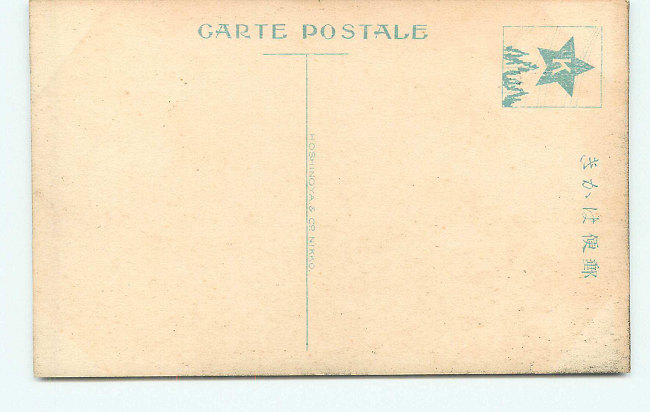 CARTE POSTALE
K
HOSHINOYA & Cº. NIKKO.
郵便はかき